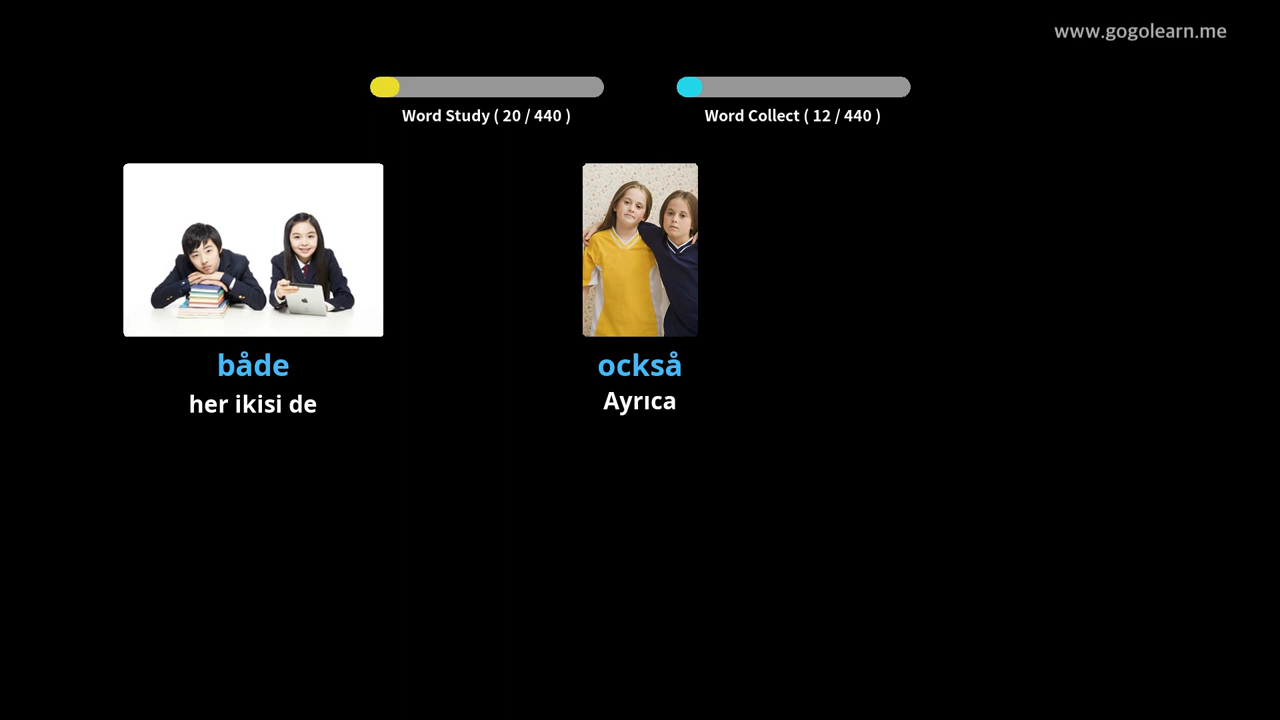 www.gogolearn.me
Word Study ( 20 / 440 )
Word Collect ( 12 / 440 )
både
her ikisi de
också
Ayrıca